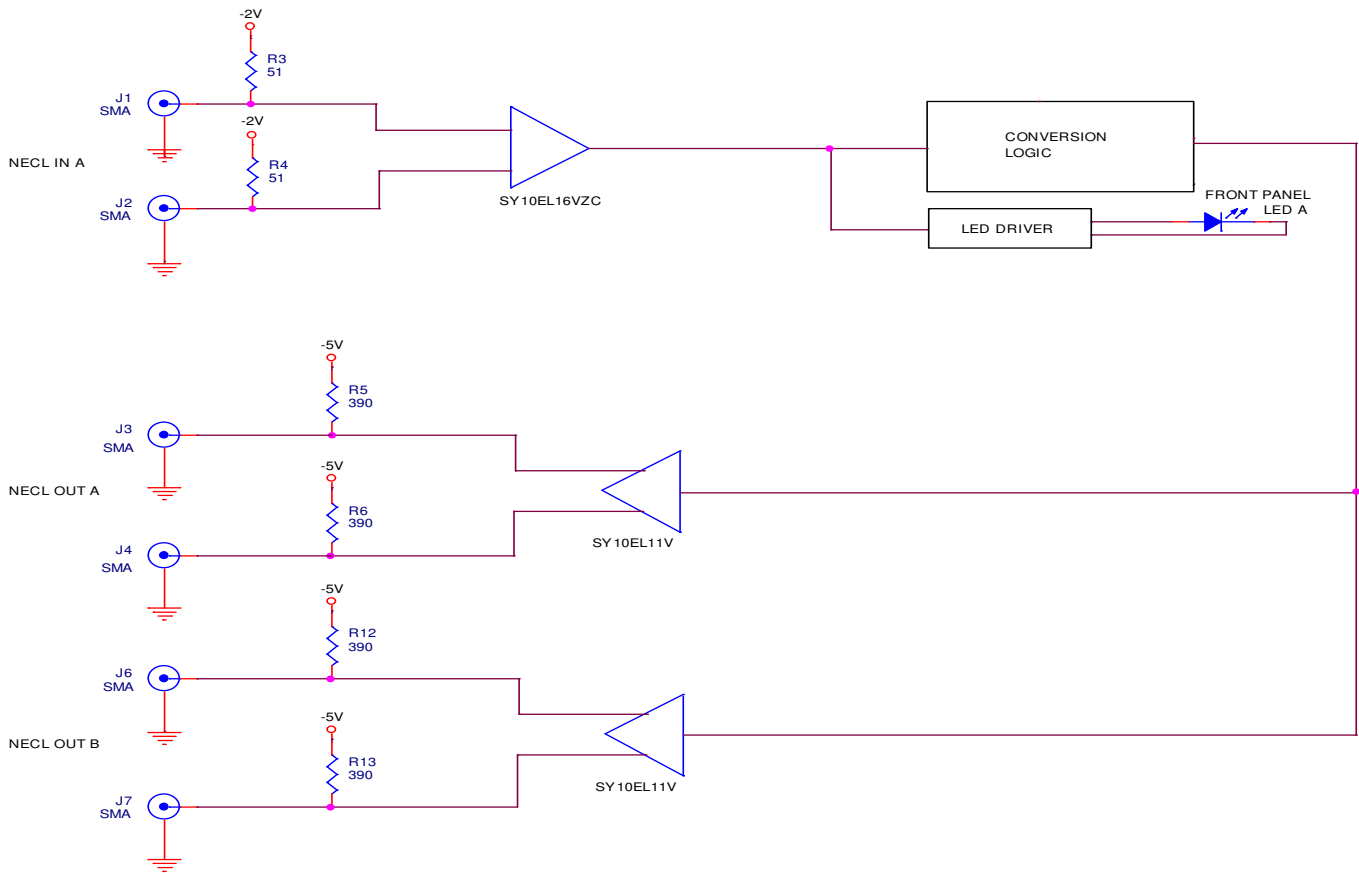 -2V
R3
51
J1
SMA
-2V
NECL IN A
R4
51
J2
SMA
SY10EL16VZC
CONVERSION
LOGIC
FRONT PANEL
LED A
LED DRIVER
-5V
R5
390
J3
SMA
-5V
NECL OUT A
R6
390
SY10EL11V
J4
SMA
-5V
R12
390
J6
SMA
-5V
NECL OUT B
R13
390
SY10EL11V
J7
SMA